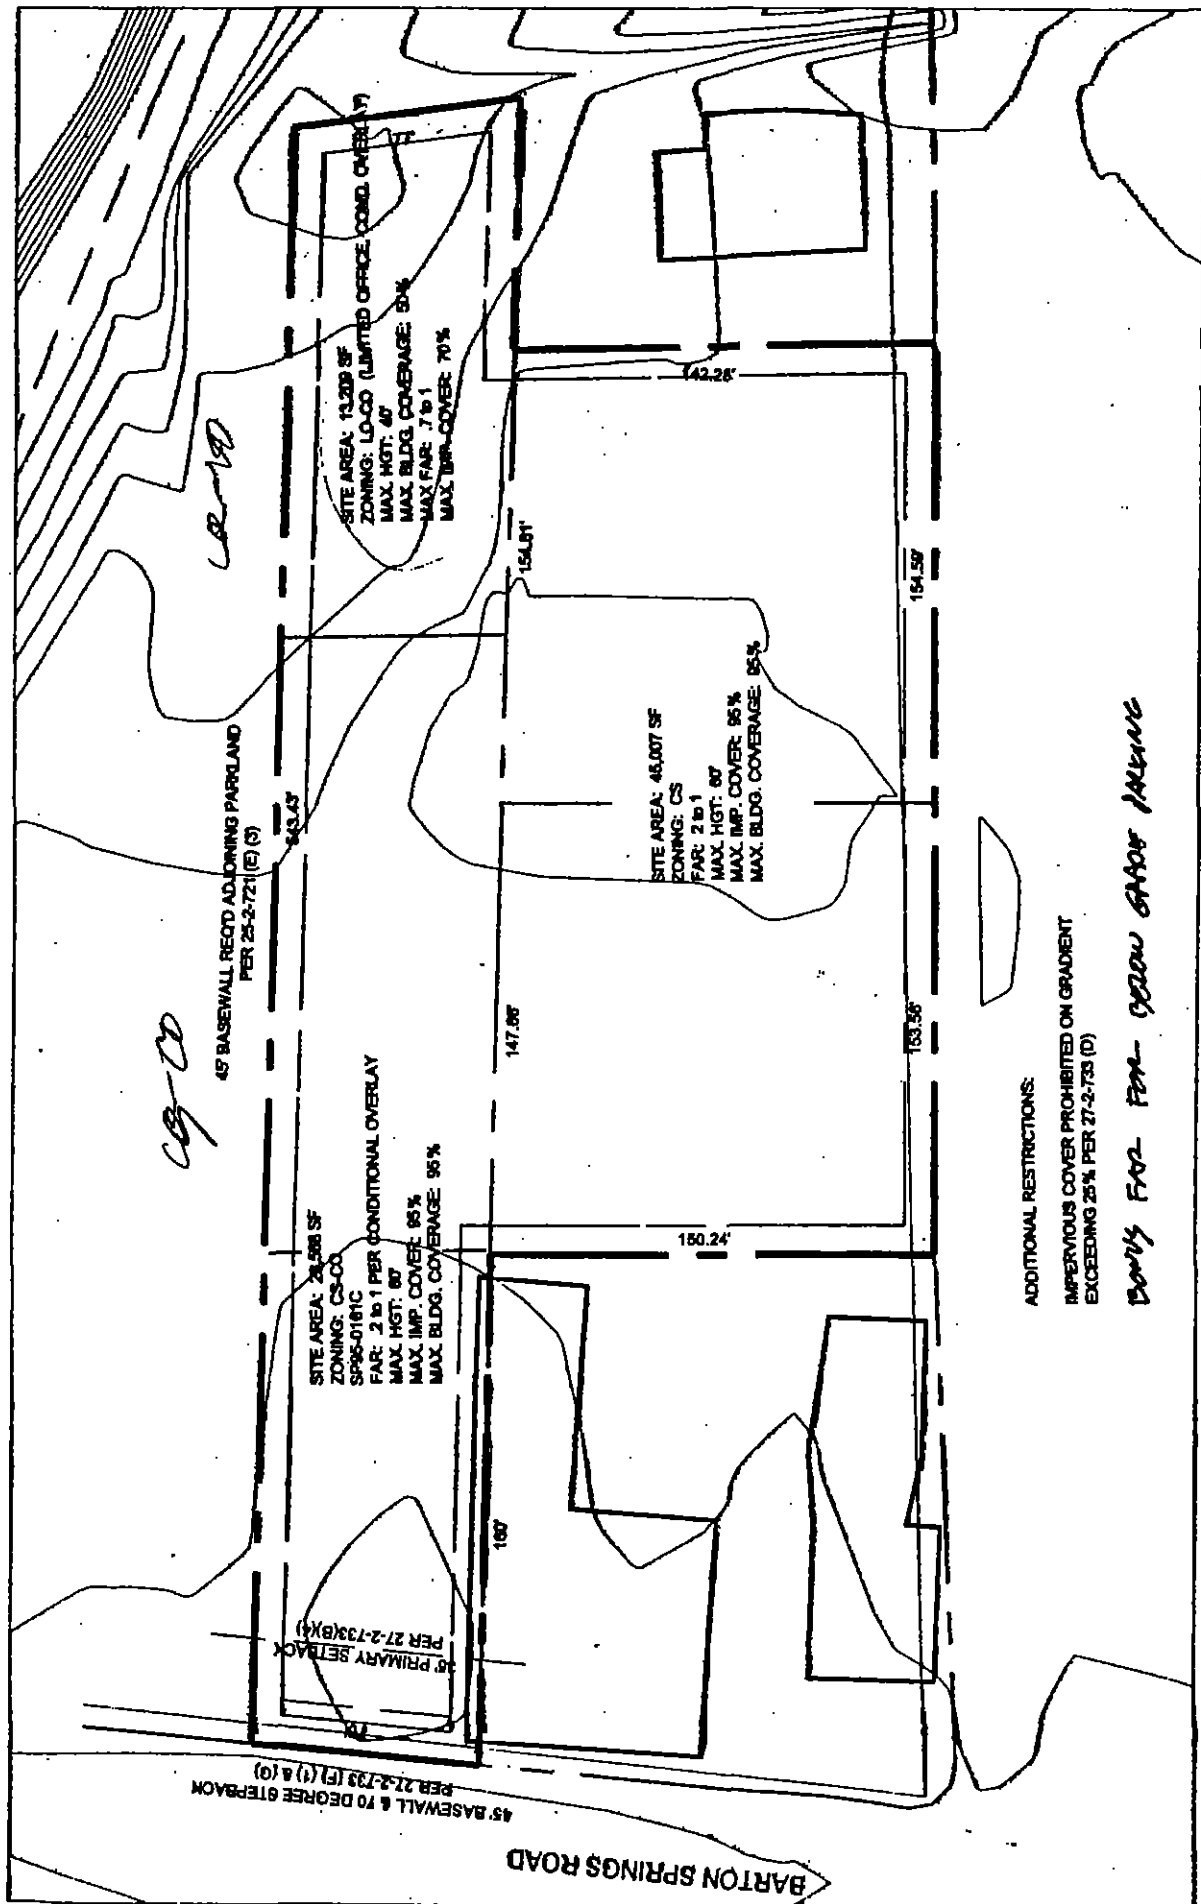 CS-CO
45' BASEWALL REQ'D ADJOINING PARKLAND
PER 25-2-721 (E) (3)
543.43'
SITE AREA: 13,209 SF
ZONING: LO-CO (LIMITED OFFICE, COND. OVERLAY)
MAX. HGT: 40'
MAX. BLDG. COVERAGE: 50%
MAX FAR: .7 to 1
MAX. IMP. COVER: 70%
77'
SITE AREA: SF
ZONING: CS-CO
SP95-0161C
FAR: .2 to 1 PER CONDITIONAL OVERLAY
MAX. HGT: 60'
MAX. IMP. COVER: 95%
MAX. BLDG. COVERAGE: 95%
PRIMARY SETBACK
PER 27-2-733(B)(4)
45' BASEWALL & 70 DEGREE STEPBACK
PER 27-2-733 (F) (1) & (G)
BARTON SPRINGS ROAD
160'
147.66'
154.81'
142.28'
150.24'
SITE AREA: 45,007 SF
ZONING: CS
FAR: 2 to 1
MAX. HGT: 60'
MAX. IMP. COVER: 95%
MAX. BLDG. COVERAGE: 95%
153.56'
154.59'
ADDITIONAL RESTRICTIONS:
IMPERVIOUS COVER PROHIBITED ON GRADIENT
EXCEEDING 25% PER 27-2-733 (D)
BONUS FAR FOR BELOW GRADE PARKING